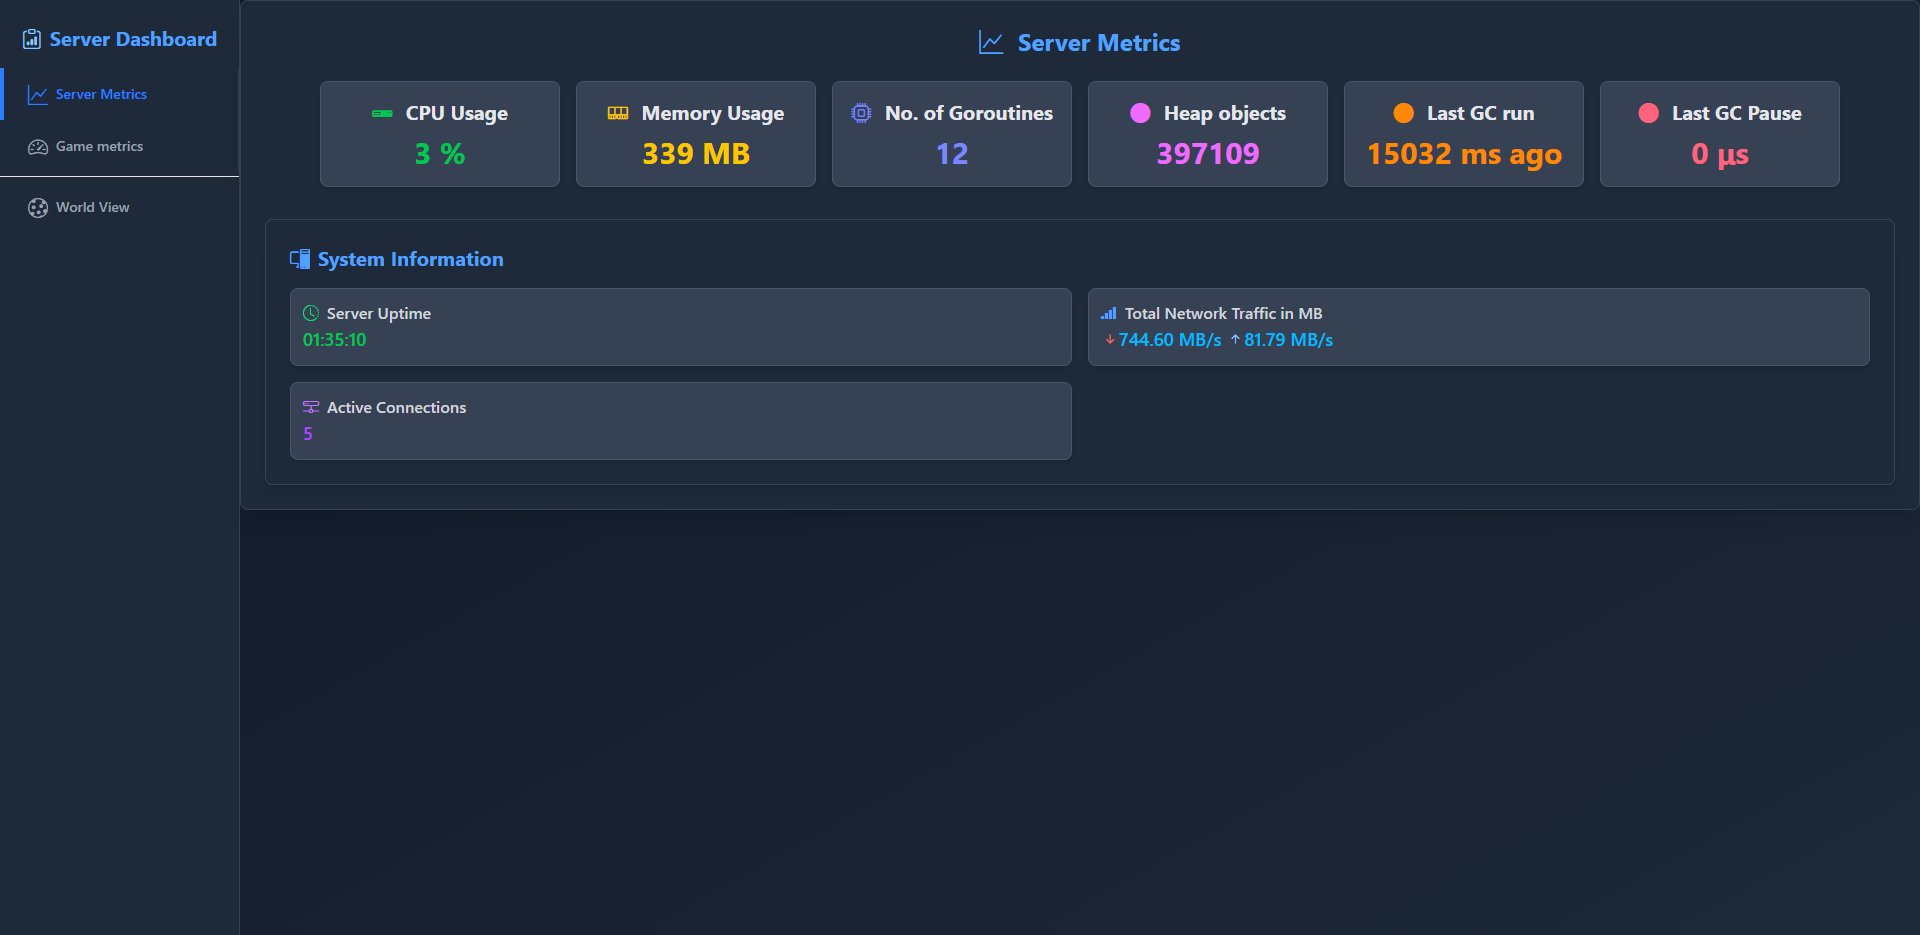 Server Dashboard
Server Metrics
Game metrics
World View
Server Metrics
CPU Usage
3 %
Memory Usage
339 MB
No. of Goroutines
12
Heap objects
397109
Last GC run
15032 ms ago
Last GC Pause
0 µs
System Information
Server Uptime
01:35:10
Total Network Traffic in MB
↓ 744.60 MB/s ↑ 81.79 MB/s
Active Connections
5